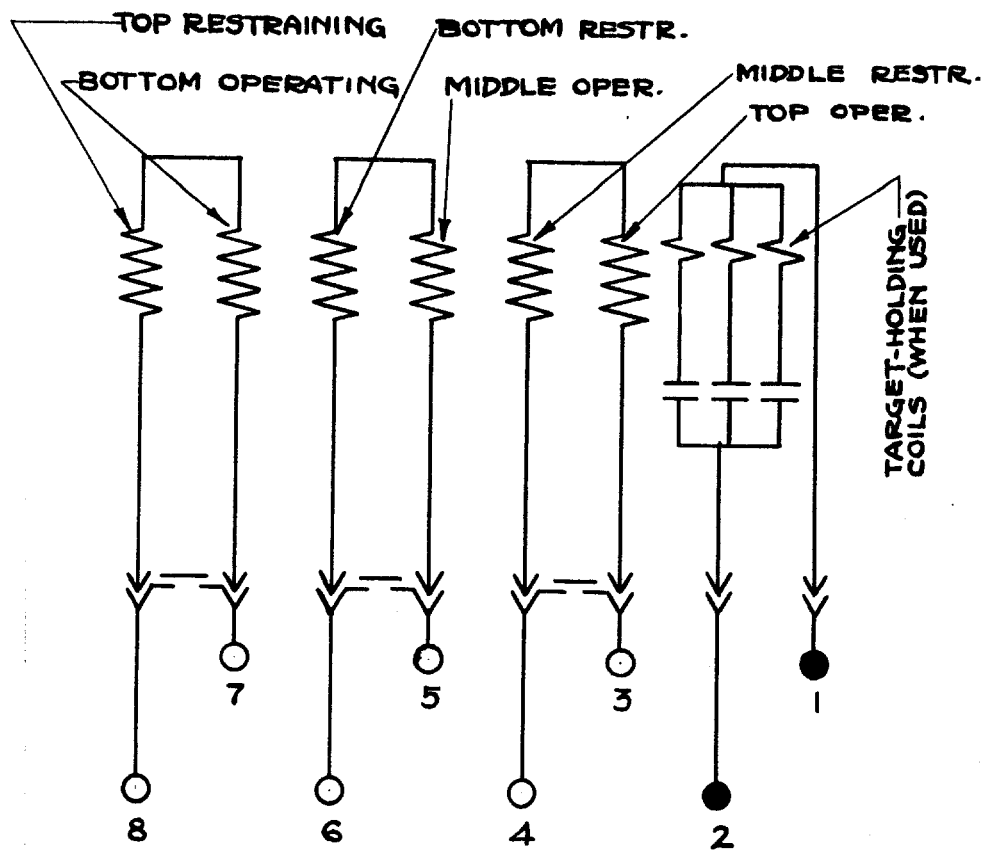 TOP RESTRAINING
BOTTOM RESTR.
BOTTOM OPERATING
MIDDLE OPER.
MIDDLE RESTR.
TOP OPER.
TARGET-HOLDING
COILS (WHEN USED)
7
5
3
1
8
6
4
2